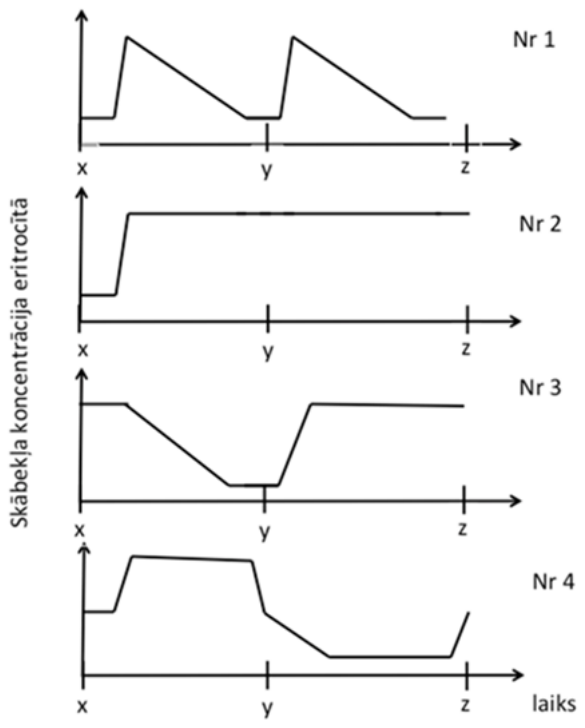 Skābekļa koncentrācija eritrocītā
Nr 1
x y z
Nr 2
x y z
Nr 3
x y z
Nr 4
x y z laiks